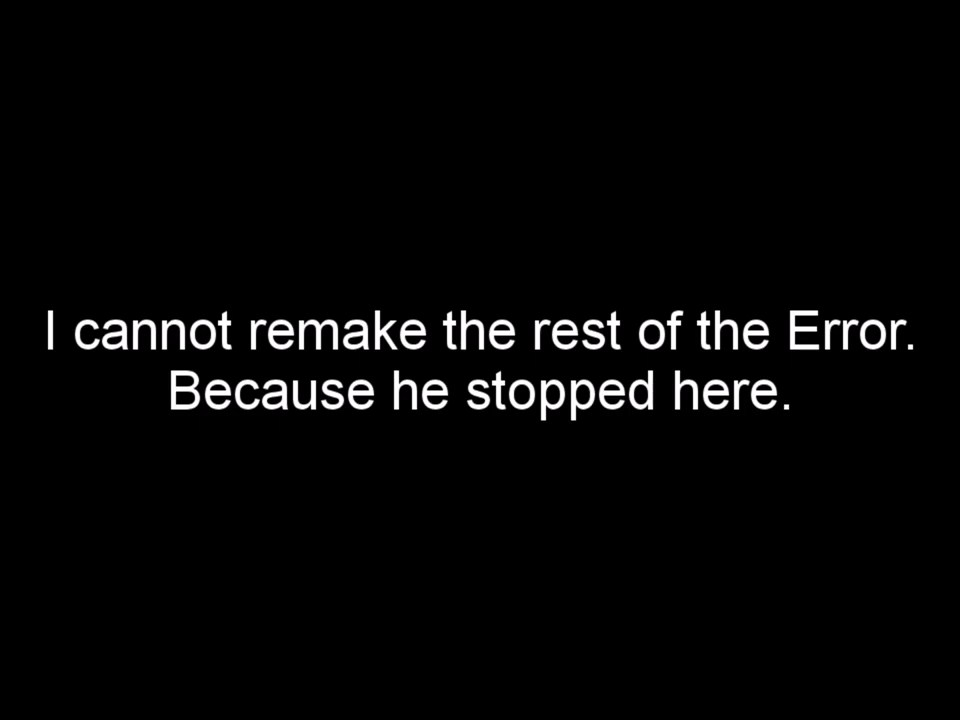 I cannot remake the rest of the Error.
Because he stopped here.